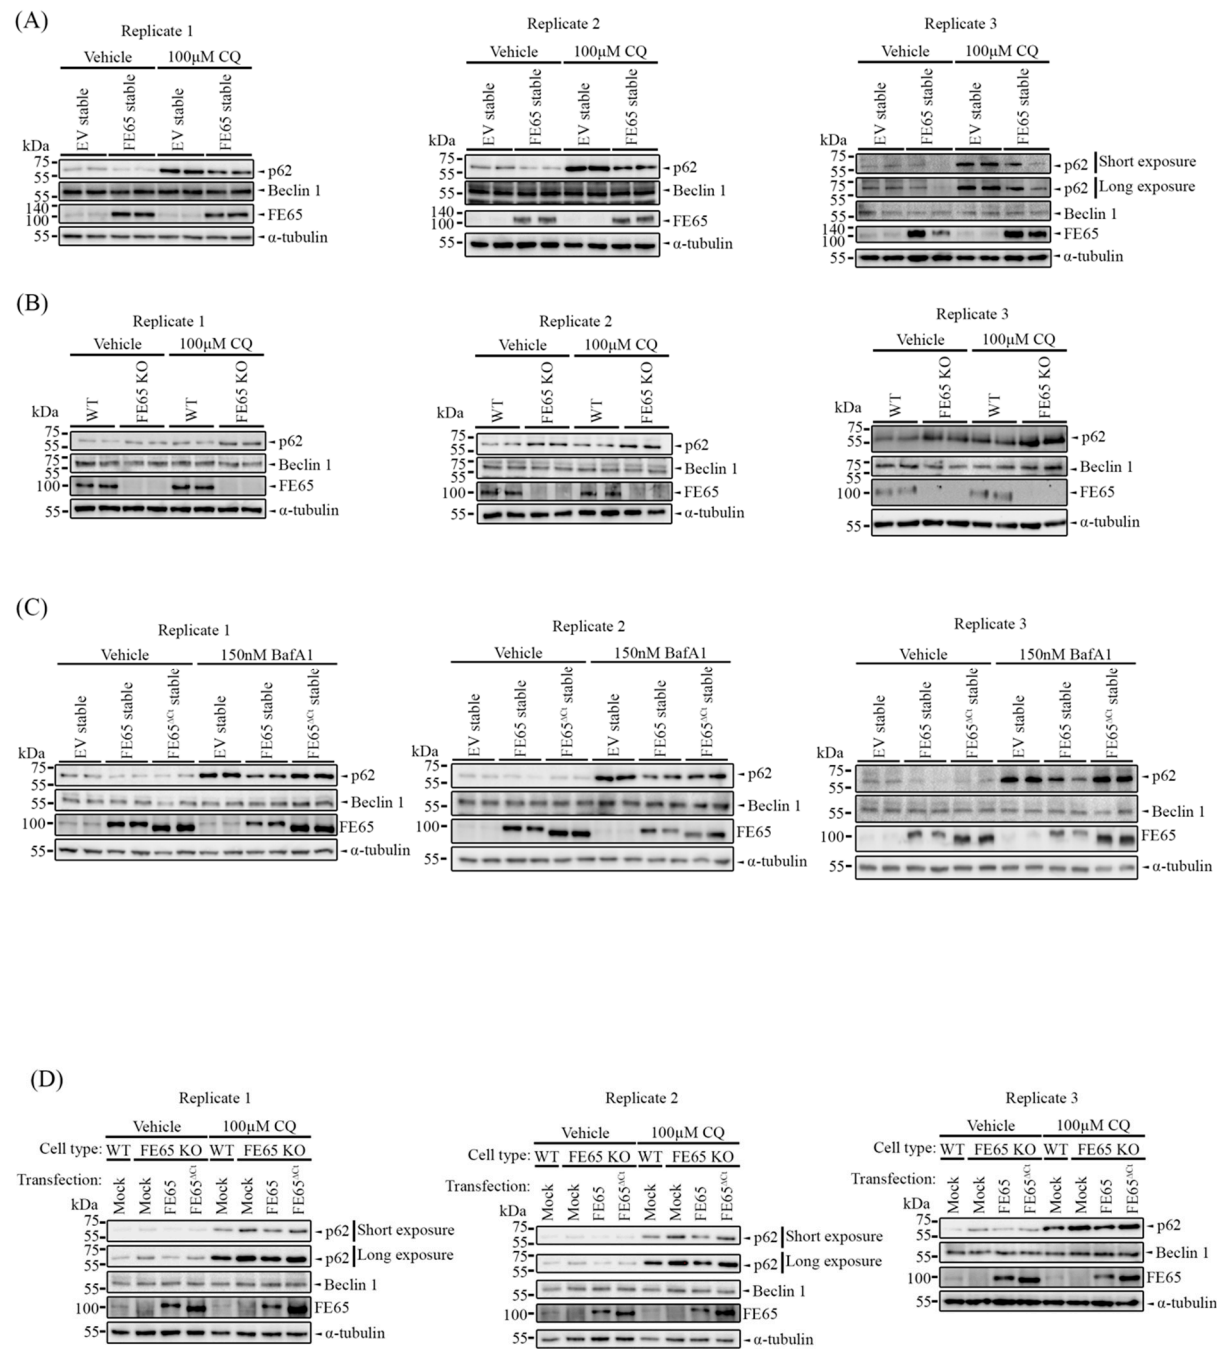 (A)
Replicate 1
Vehicle 100μM CQ
EV stable FE65 stable EV stable FE65 stable
kDa
75
55 p62
75
55 Beclin 1
140
100 FE65
55 α-tubulin
Replicate 2
Vehicle 100μM CQ
EV stable FE65 stable EV stable FE65 stable
kDa
75
55 p62
75
55 Beclin 1
140
100 FE65
55 α-tubulin
Replicate 3
Vehicle 100μM CQ
EV stable FE65 stable EV stable FE65 stable
kDa
75
55 p62 Short exposure
75
55 p62 Long exposure
55 Beclin 1
140
100 FE65
55 α-tubulin
(B)
Replicate 1
Vehicle 100μM CQ
WT FE65 KO WT FE65 KO
kDa
75
55 p62
75
55 Beclin 1
100 FE65
55 α-tubulin
Replicate 2
Vehicle 100μM CQ
WT FE65 KO WT FE65 KO
kDa
75
55 p62
75
55 Beclin 1
100 FE65
55 α-tubulin
Replicate 3
Vehicle 100μM CQ
WT FE65 KO WT FE65 KO
kDa
75
55 p62
75
55 Beclin 1
100 FE65
55 α-tubulin
(C)
Replicate 1
Vehicle 150nM BafA1
EV stable FE65 stable FE65ΔC1 stable EV stable FE65 stable FE65ΔC1 stable
kDa
75
55 p62
55 Beclin 1
100 FE65
55 α-tubulin
Replicate 2
Vehicle 150nM BafA1
EV stable FE65 stable FE65ΔC1 stable EV stable FE65 stable FE65ΔC1 stable
kDa
75
55 p62
55 Beclin 1
100 FE65
55 α-tubulin
Replicate 3
Vehicle 150nM BafA1
EV stable FE65 stable FE65ΔC1 stable EV stable FE65 stable FE65ΔC1 stable
kDa
75
55 p62
55 Beclin 1
100 FE65
55 α-tubulin
(D)
Replicate 1
Vehicle 100μM CQ
Cell type: WT FE65 KO WT FE65 KO
Transfection: Mock Mock FE65 FE65ΔC1 Mock Mock FE65 FE65ΔC1
kDa
75
55 p62 Short exposure
75
55 p62 Long exposure
55 Beclin 1
100 FE65
55 α-tubulin
Replicate 2
Vehicle 100μM CQ
Cell type: WT FE65 KO WT FE65 KO
Transfection: Mock Mock FE65 FE65ΔC1 Mock Mock FE65 FE65ΔC1
kDa
75
55 p62 Short exposure
75
55 p62 Long exposure
55 Beclin 1
100 FE65
55 α-tubulin
Replicate 3
Vehicle 100μM CQ
Cell type: WT FE65 KO WT FE65 KO
Transfection: Mock Mock FE65 FE65ΔC1 Mock Mock FE65 FE65ΔC1
kDa
75
55 p62
55 Beclin 1
100 FE65
55 α-tubulin